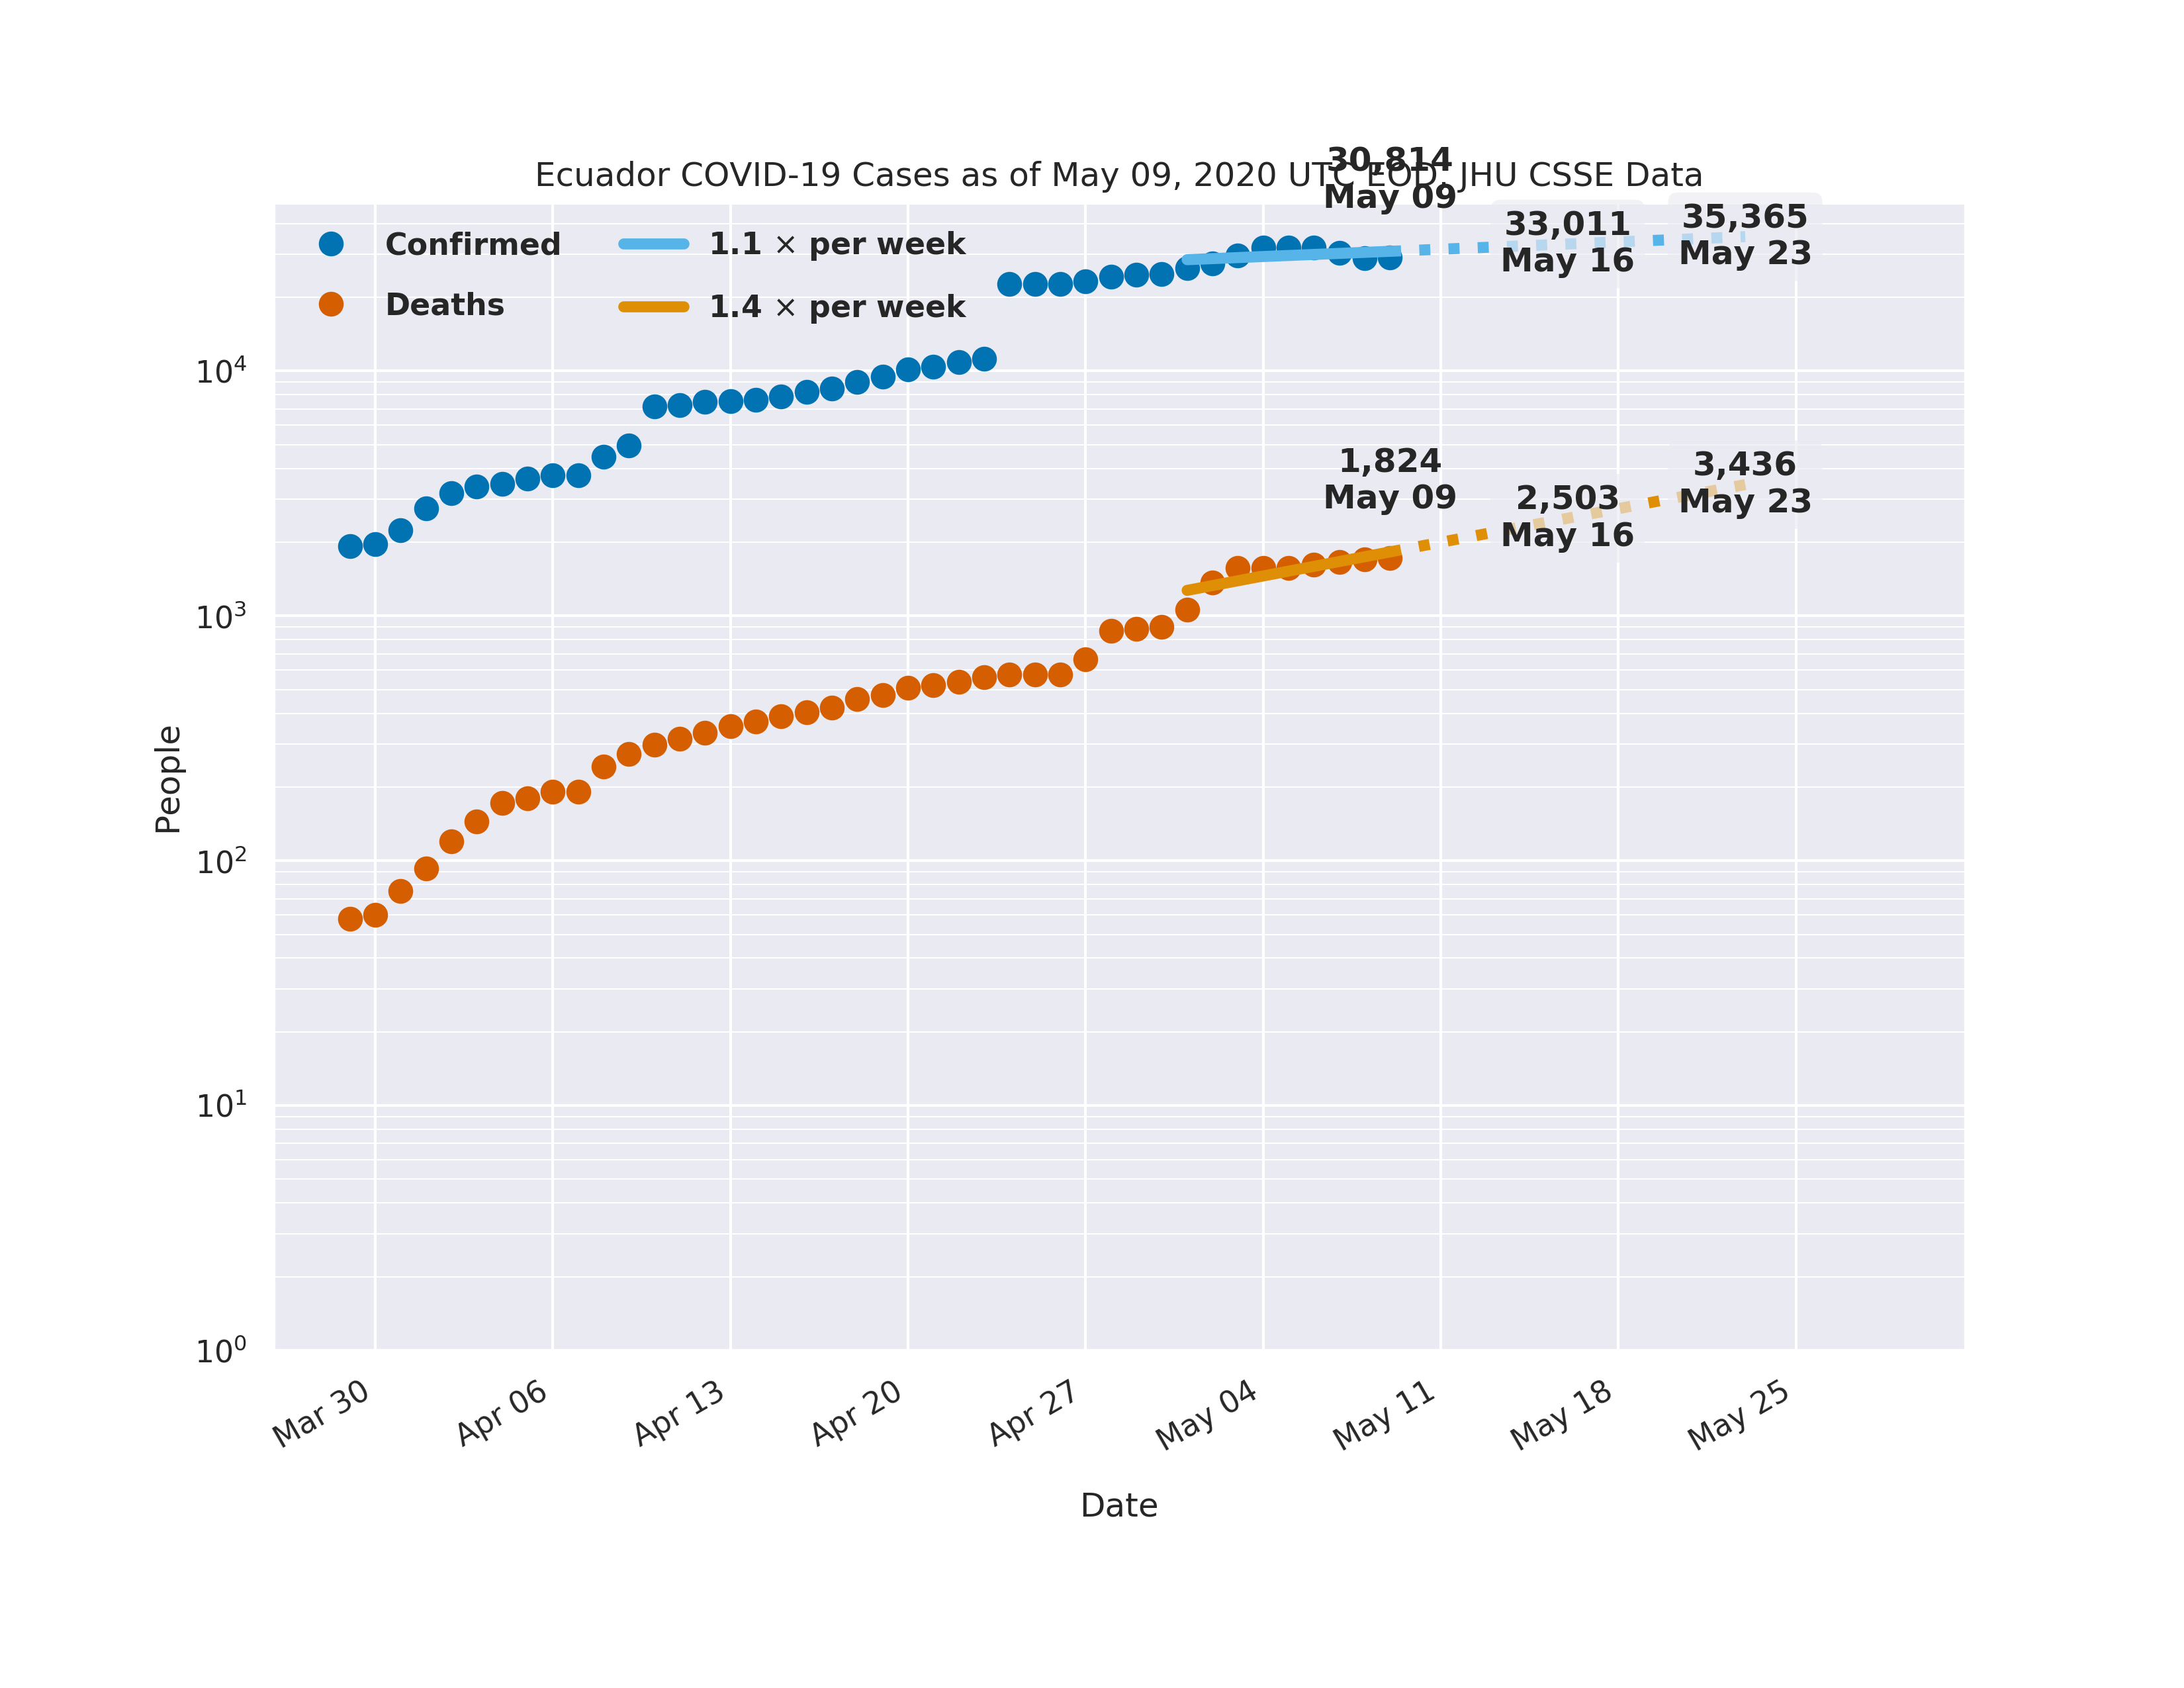 Ecuador COVID-19 Cases as of May 09, 2020 UTC EOD, JHU CSSE Data
30,814
May 09
33,011
May 16
35,365
May 23
Confirmed
Deaths
1.1 × per week
1.4 × per week
1,824
May 09
2,503
May 16
3,436
May 23
People
10⁴
10³
10²
10¹
10⁰
Mar 30
Apr 06
Apr 13
Apr 20
Apr 27
May 04
May 11
May 18
May 25
Date